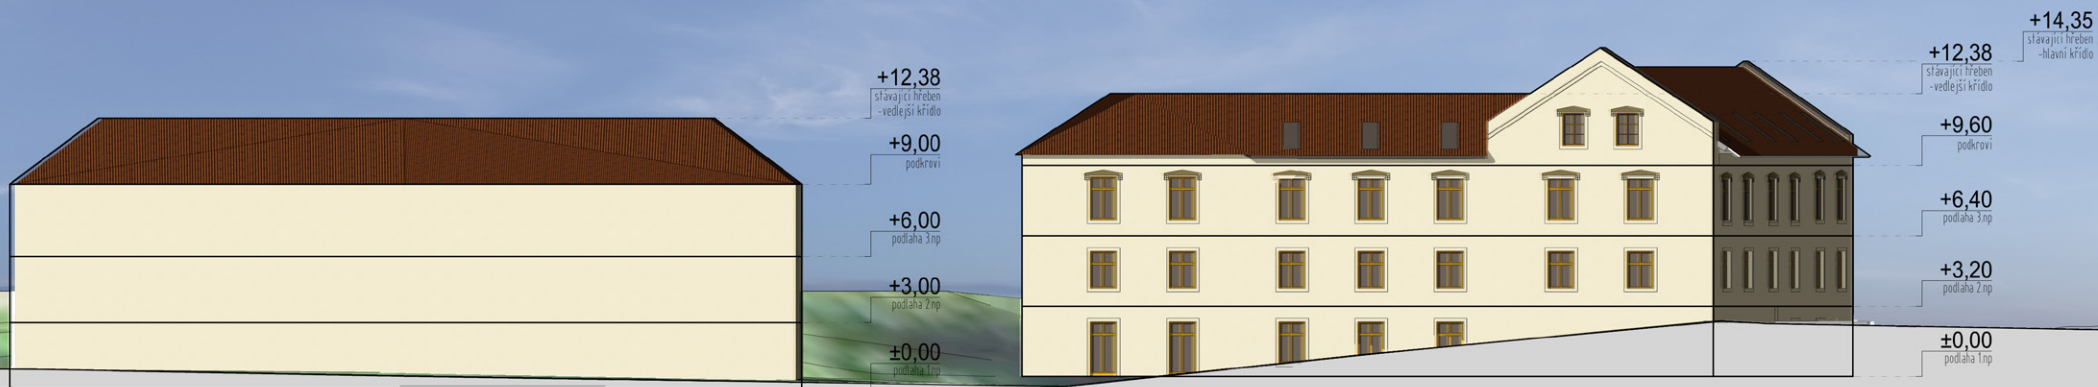 +12,38
stávající hřeben
-vedlejší křídlo
+9,00
podkroví
+6,00
podlaha 3.np
+3,00
podlaha 2.np
±0,00
podlaha 1.np
+14,35
stávající hřeben
-hlavní křídlo
+12,38
stávající hřeben
-vedlejší křídlo
+9,60
podkroví
+6,40
podlaha 3.np
+3,20
podlaha 2.np
±0,00
podlaha 1.np